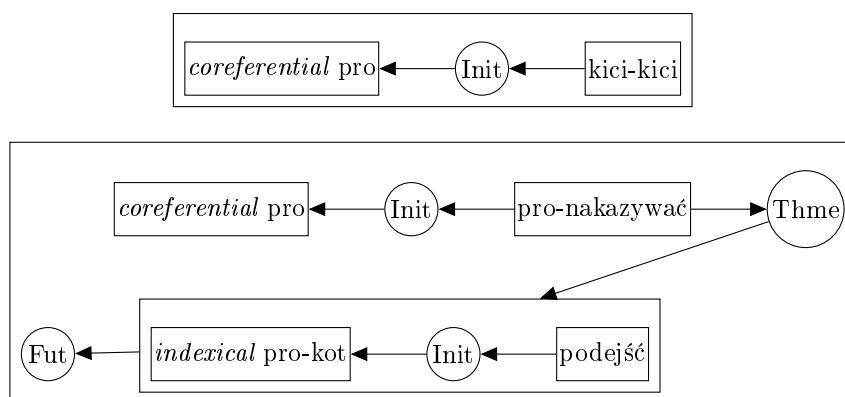 coreferential pro Init kici-kici
coreferential pro Init pro-nakazywać Thme
Fut indexical pro-kot Init podejść